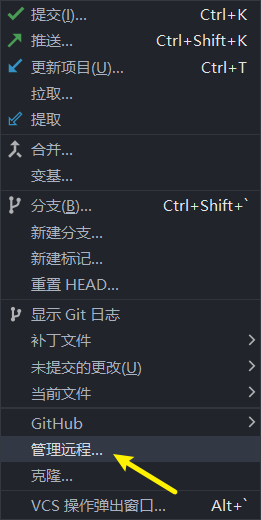 提交(I)... Ctrl+K
推送... Ctrl+Shift+K
更新项目(U)... Ctrl+T
拉取...
提取
合并...
变基...
分支(B)... Ctrl+Shift+`
新建分支...
新建标记...
重置 HEAD...
显示 Git 日志
补丁文件
未提交的更改(U)
当前文件
GitHub
管理远程...
克隆...
VCS 操作弹出窗口... Alt+`